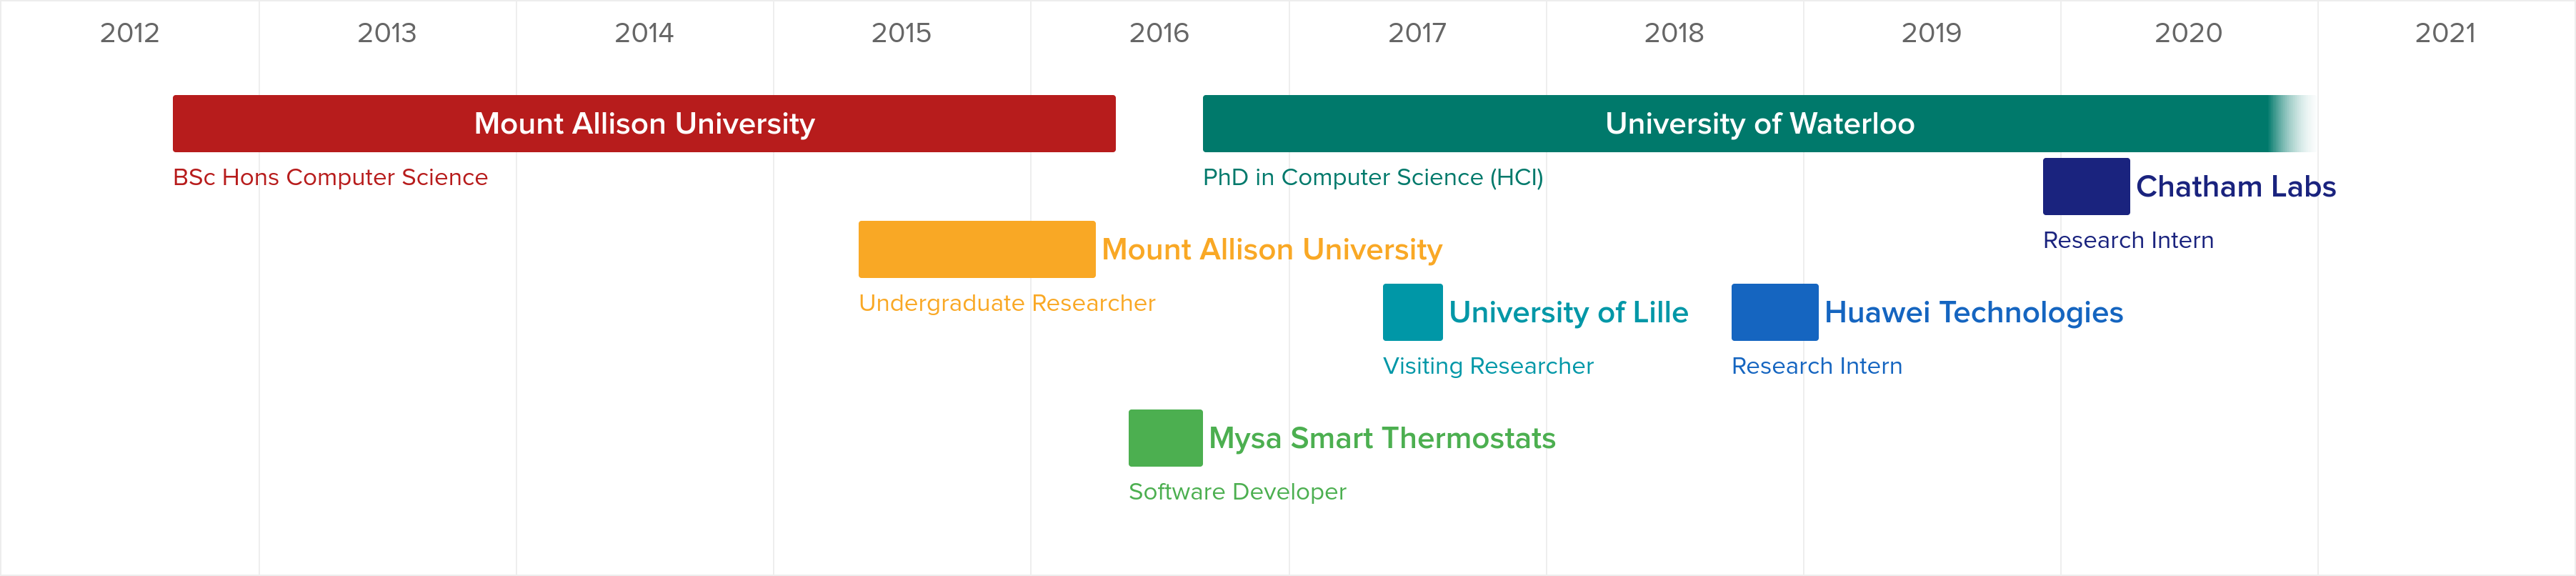 2012 2013 2014 2015 2016 2017 2018 2019 2020 2021
Mount Allison University
BSc Hons Computer Science
University of Waterloo
PhD in Computer Science (HCI)
Chatham Labs
Research Intern
Mount Allison University
Undergraduate Researcher
University of Lille
Visiting Researcher
Huawei Technologies
Research Intern
Mysa Smart Thermostats
Software Developer